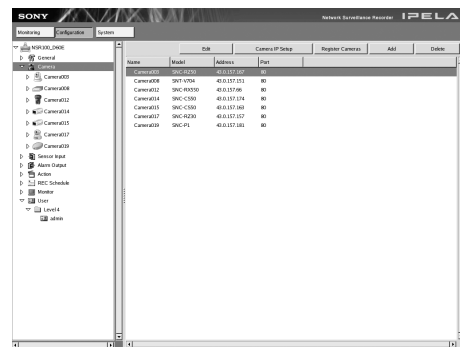 SONY
Network Surveillance Recorder IPELA
Monitoring Configuration System
NSR100_D60E
General
Camera
Camera003
Camera008
Camera012
Camera014
Camera015
Camera017
Camera019
Sensor Input
Alarm Output
Action
REC Schedule
Monitor
User
Level 4
admin
Edit Camera IP Setup Register Cameras Add Delete
Name Model Address Port
Camera003 SNC-RZ50 43.0.157.167 80
Camera008 SNT-V704 43.0.157.151 80
Camera012 SNC-RX550 43.0.157.66 80
Camera014 SNC-CS50 43.0.157.174 80
Camera015 SNC-CS50 43.0.157.163 80
Camera017 SNC-RZ30 43.0.157.157 80
Camera019 SNC-P1 43.0.157.181 80